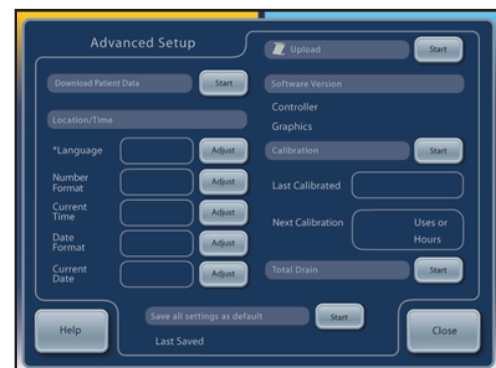 Advanced Setup
Download Patient Data
Start
Location/Time
*Language
Adjust
Number
Format
Adjust
Current
Time
Adjust
Date
Format
Adjust
Current
Date
Adjust
Upload
Start
Software Version
Controller
Graphics
Calibration
Start
Last Calibrated
Next Calibration
Uses or
Hours
Total Drain
Start
Help
Save all settings as default
Start
Last Saved
Close